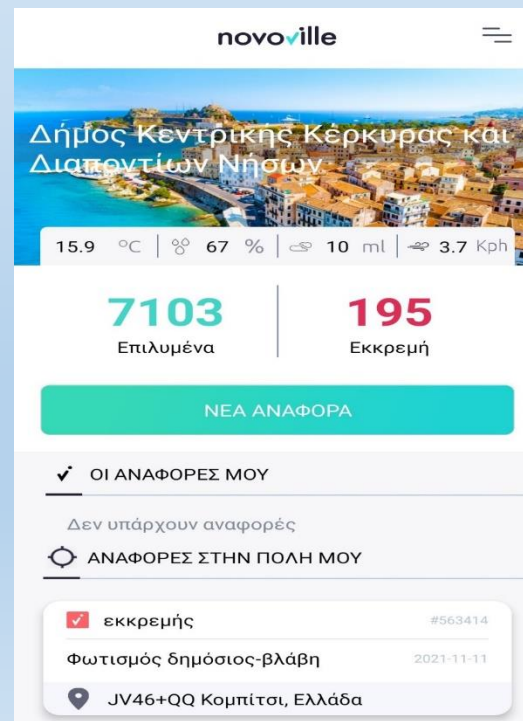 novoville
Δήμος Κεντρικής Κέρκυρας και
Διαποντίων Νήσων
15.9 °C 67 % 10 ml 3.7 Kph
7103 195
Επιλυμένα Εκκρεμή
ΝΕΑ ΑΝΑΦΟΡΑ
ΟΙ ΑΝΑΦΟΡΕΣ ΜΟΥ
Δεν υπάρχουν αναφορές
ΑΝΑΦΟΡΕΣ ΣΤΗΝ ΠΟΛΗ ΜΟΥ
εκκρεμής #563414
Φωτισμός δημόσιος-βλάβη 2021-11-11
JV46+QQ Κομπίτσι, Ελλάδα